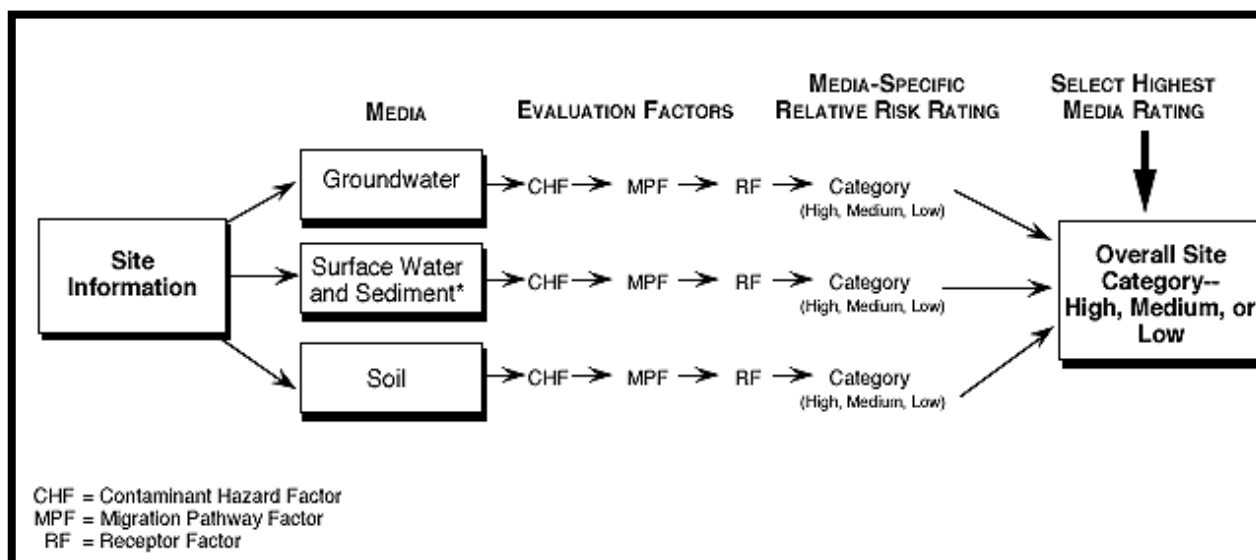 MEDIA
EVALUATION FACTORS
MEDIA-SPECIFIC
RELATIVE RISK RATING
SELECT HIGHEST
MEDIA RATING
Site
Information
Groundwater
CHF
MPF
RF
Category
(High, Medium, Low)
Surface Water
and Sediment*
CHF
MPF
RF
Category
(High, Medium, Low)
Soil
CHF
MPF
RF
Category
(High, Medium, Low)
Overall Site
Category--
High, Medium, or
Low
CHF = Contaminant Hazard Factor
MPF = Migration Pathway Factor
RF = Receptor Factor